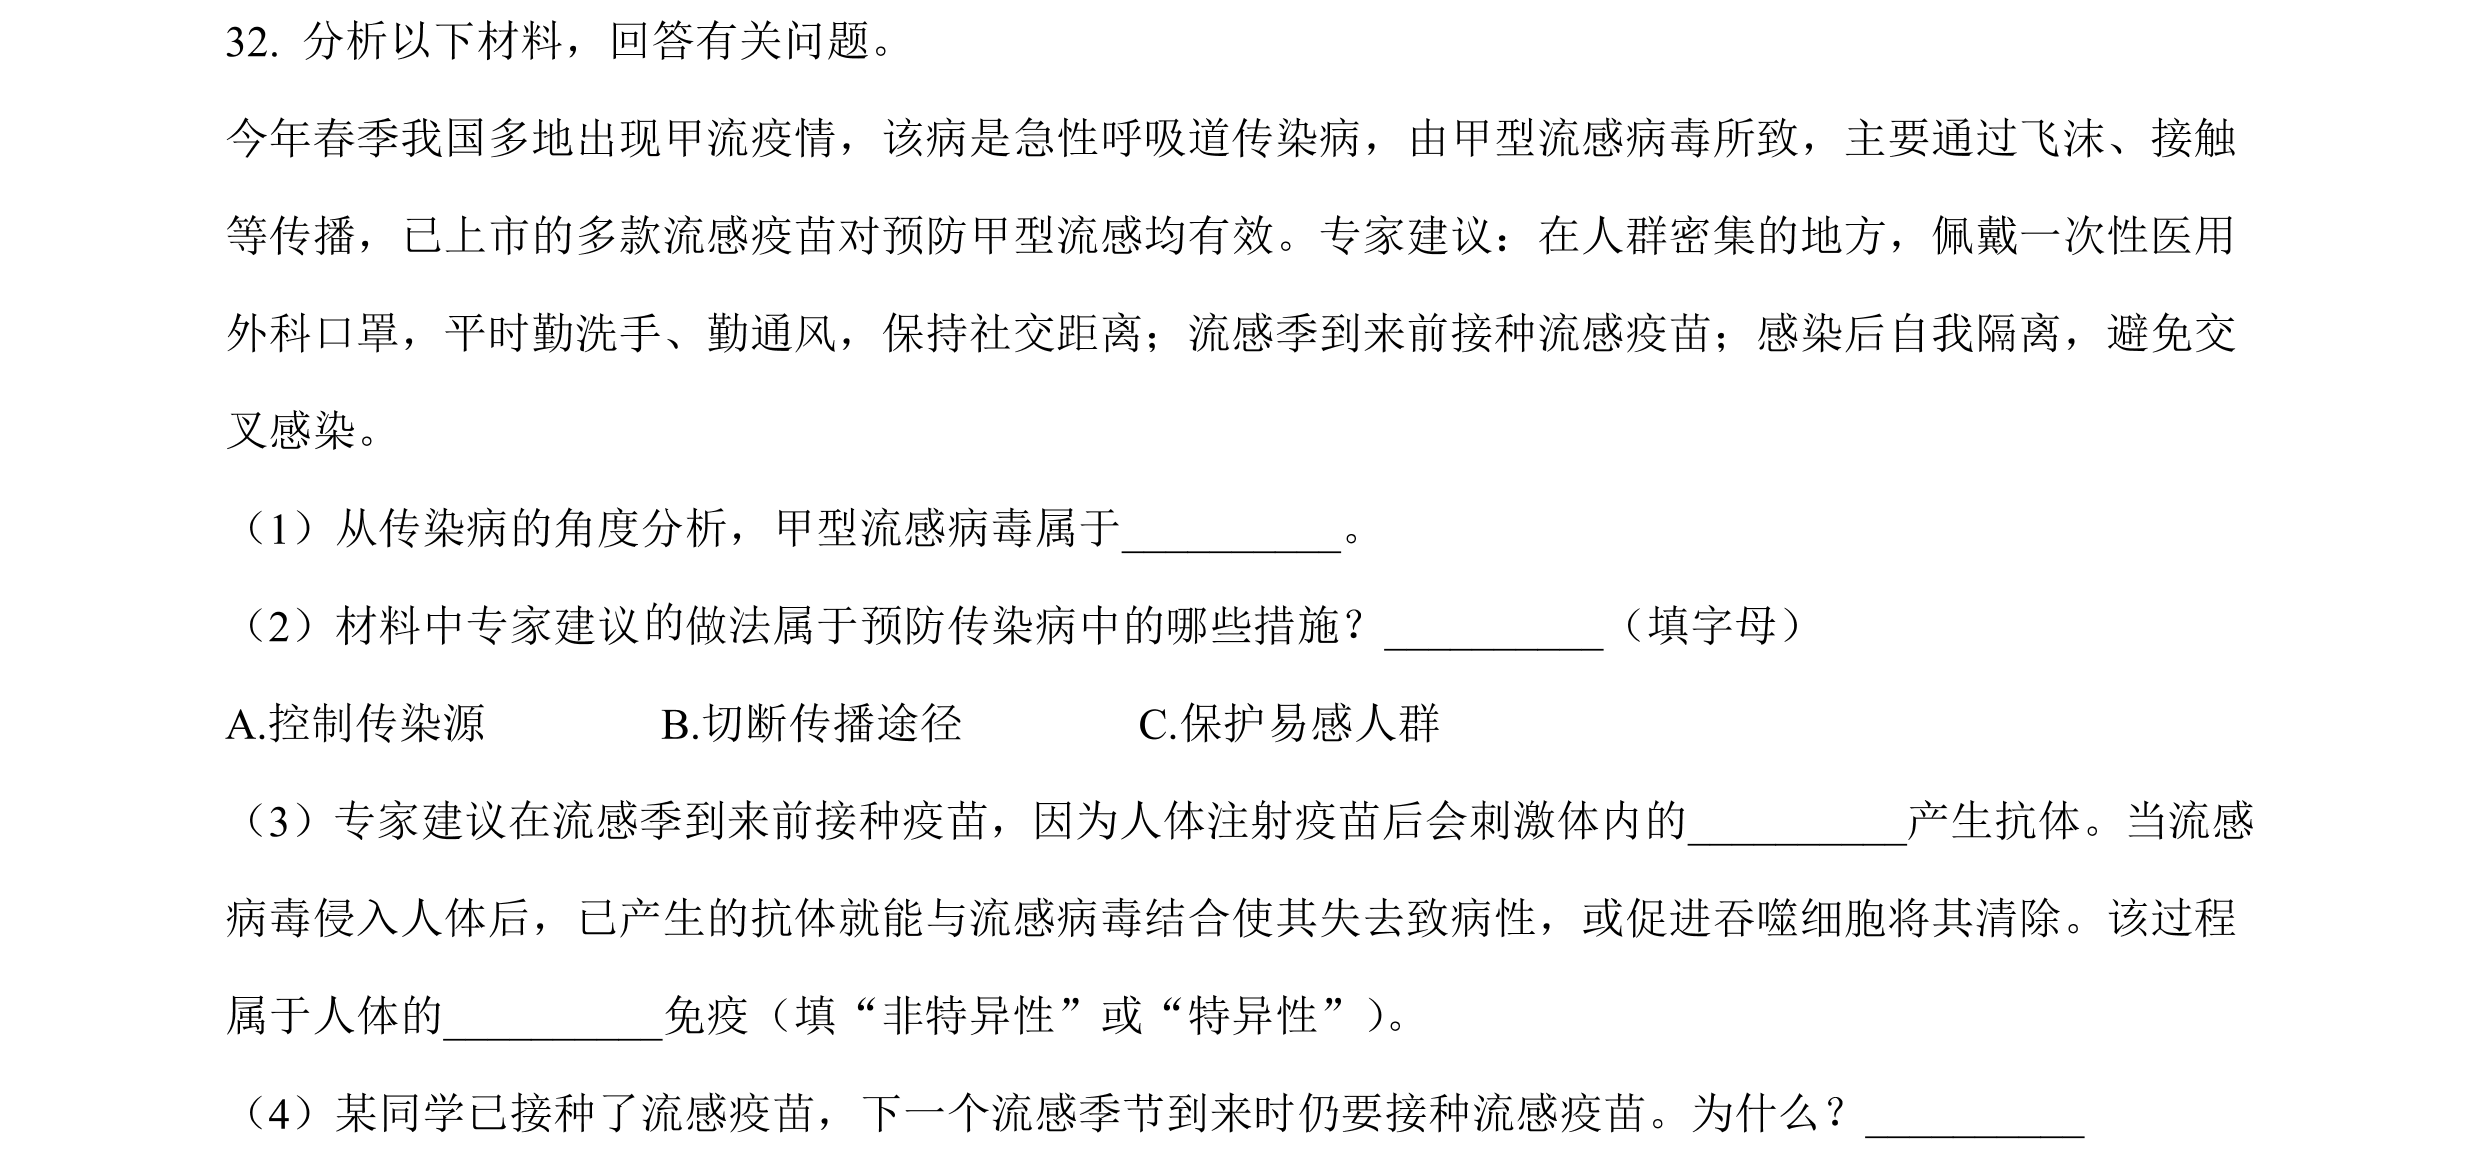 32. 分析以下材料，回答有关问题。
今年春季我国多地出现甲流疫情，该病是急性呼吸道传染病，由甲型流感病毒所致，主要通过飞沫、接触
等传播，己上市的多款流感疫苗对预防甲型流感均有效。专家建议：在人群密集的地方，佩戴一次性医用
外科口罩，平时勤洗手、勤通风，保持社交距离；流感季到来前接种流感疫苗；感染后自我隔离，避免交
叉感染。
（1）从传染病的角度分析，甲型流感病毒属于__________。
（2）材料中专家建议的做法属于预防传染病中的哪些措施？__________（填字母）
A.控制传染源 B.切断传播途径 C.保护易感人群
（3）专家建议在流感季到来前接种疫苗，因为人体注射疫苗后会刺激体内的__________产生抗体。当流感
病毒侵入人体后，已产生的抗体就能与流感病毒结合使其失去致病性，或促进吞噬细胞将其清除。该过程
属于人体的__________免疫（填“非特异性”或“特异性”）。
（4）某同学已接种了流感疫苗，下一个流感季节到来时仍要接种流感疫苗。为什么？__________